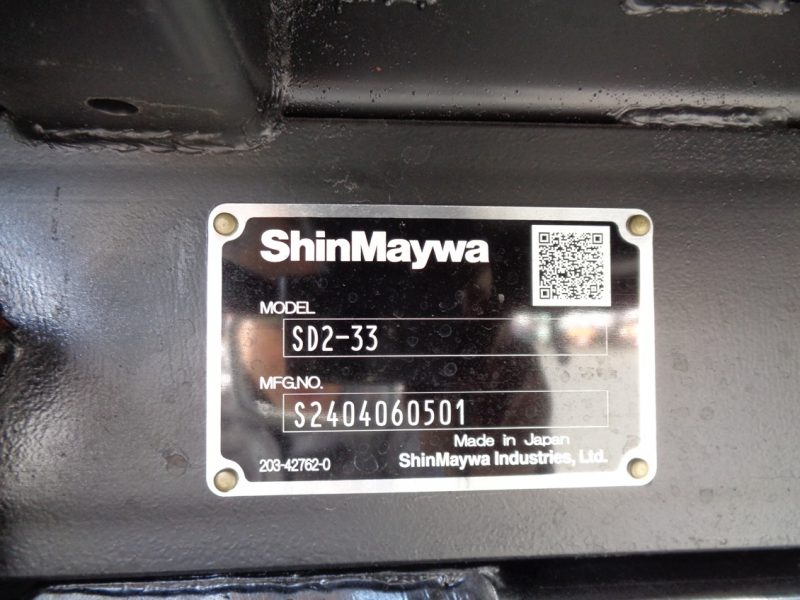 ShinMaywa
MODEL
SD2-33
MFG.NO.
S2404060501
Made in Japan
203-42762-0
ShinMaywa Industries, Ltd.